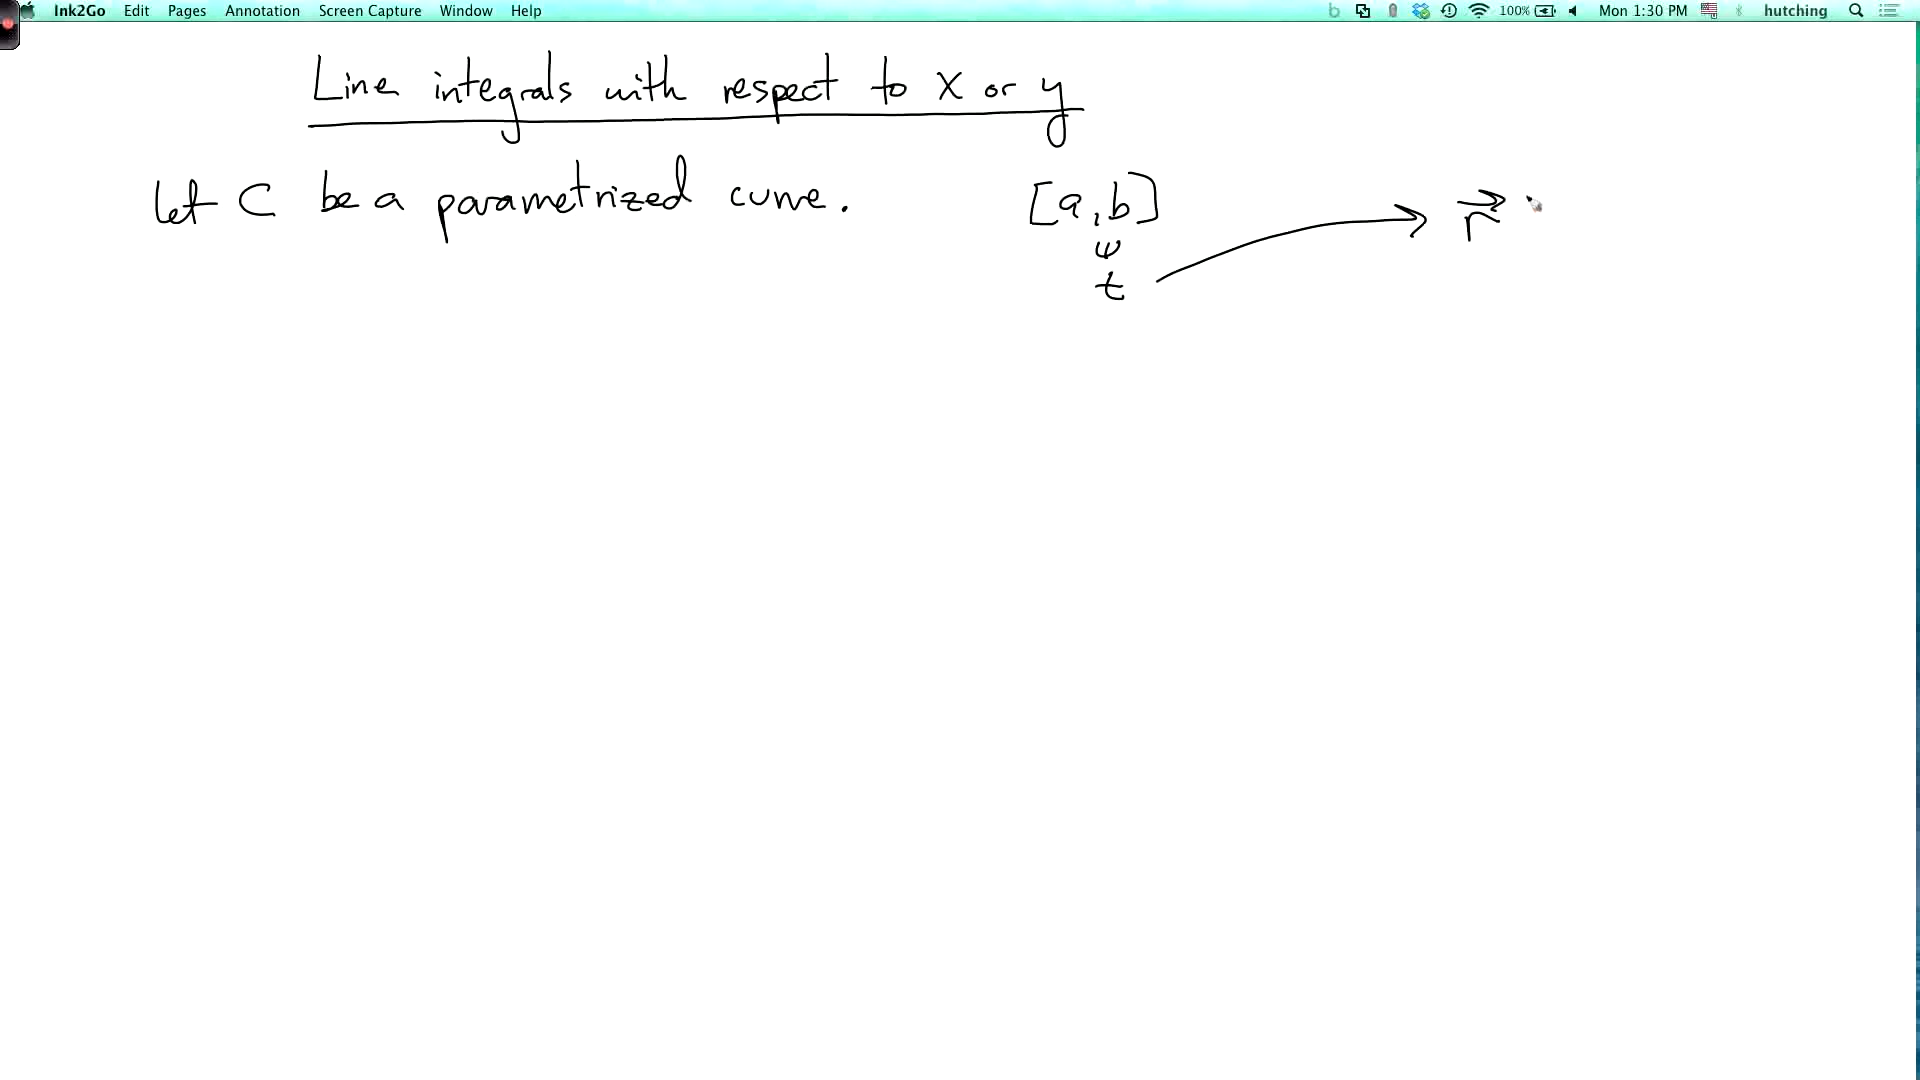 Ink2Go Edit Pages Annotation Screen Capture Window Help 100% Mon 1:30 PM hutching
Line integrals with respect to x or y
Let C be a parametrized curve. [a,b]
∈
t → r⃗